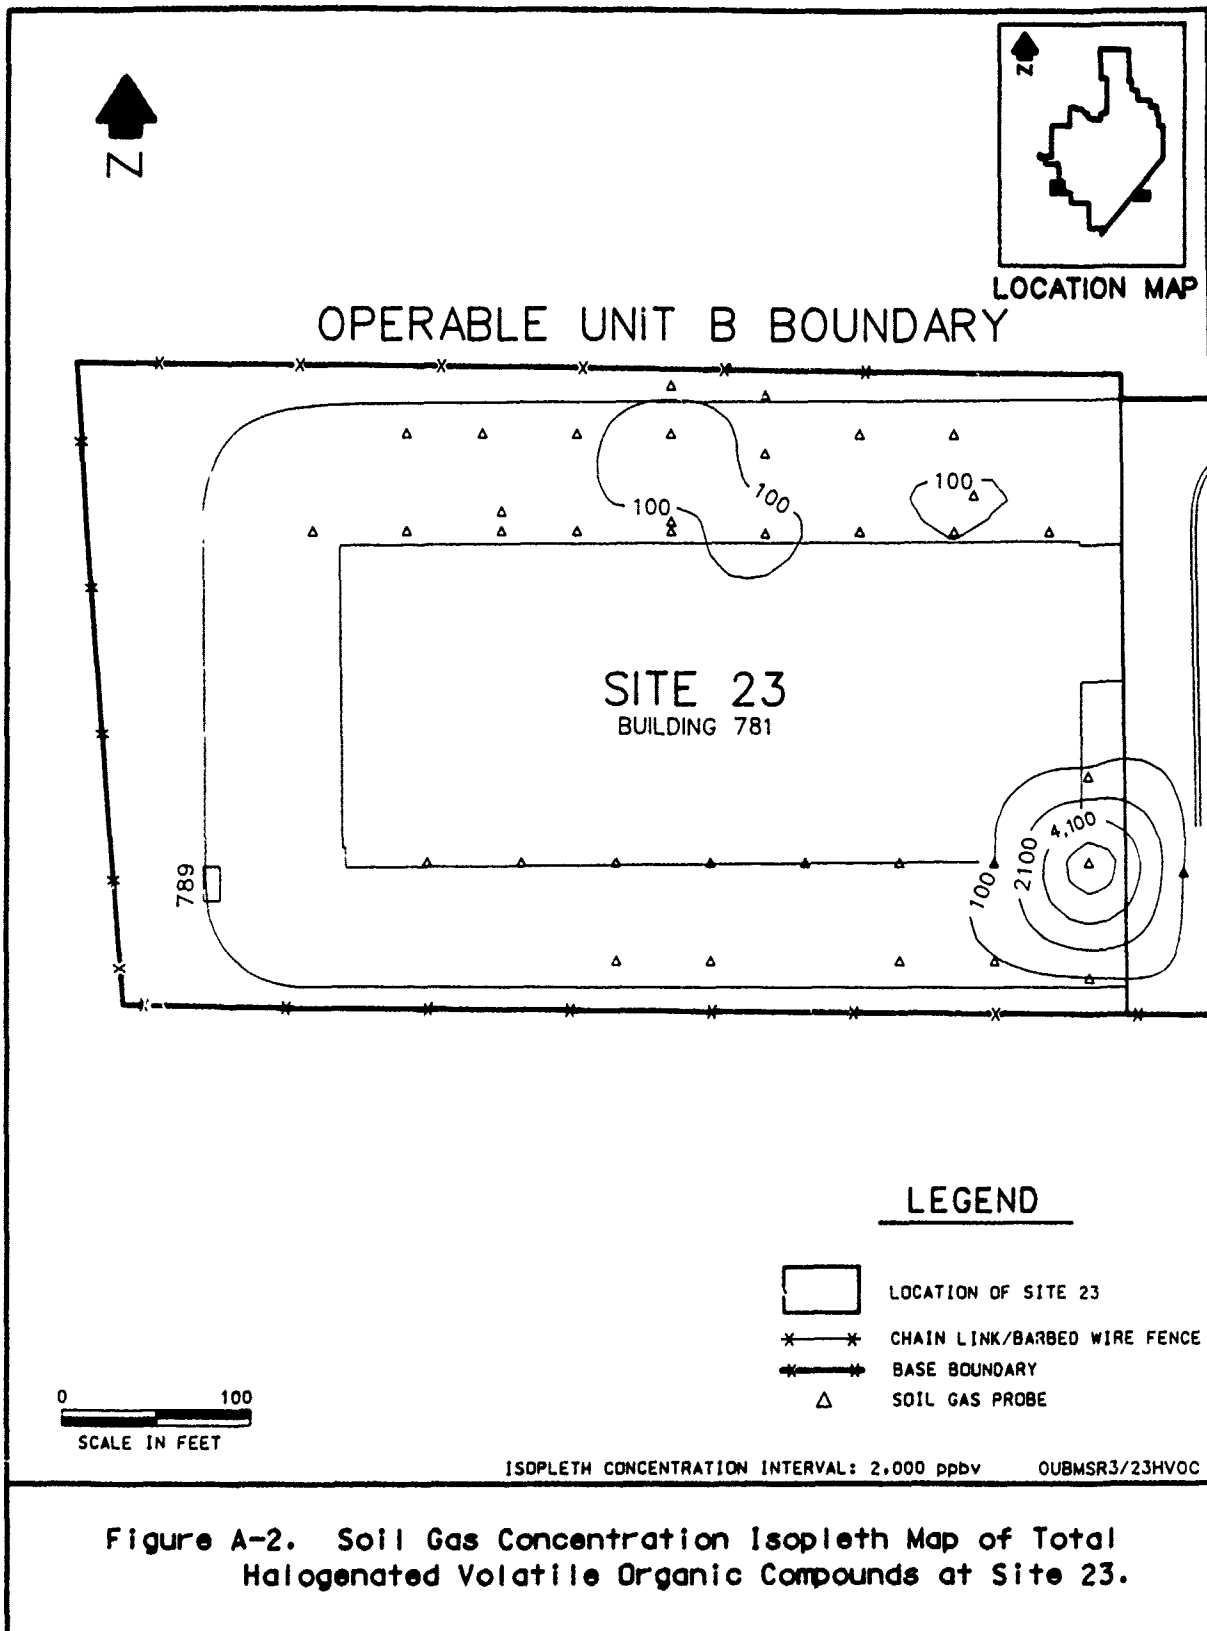 N
N
LOCATION MAP
OPERABLE UNIT B BOUNDARY
100
100
100
SITE 23
BUILDING 781
4,100
2100
100
789
LEGEND
LOCATION OF SITE 23
CHAIN LINK/BARBED WIRE FENCE
BASE BOUNDARY
SOIL GAS PROBE
0 100
SCALE IN FEET
ISOPLETH CONCENTRATION INTERVAL: 2,000 ppbv OUBMSR3/23HVOC
Figure A-2. Soil Gas Concentration Isopleth Map of Total
Halogenated Volatile Organic Compounds at Site 23.